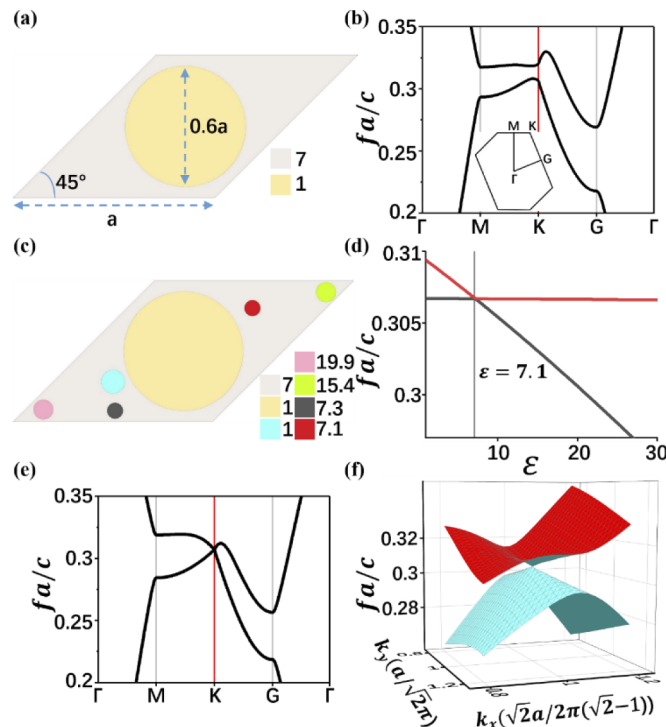 (a)
0.6a
45°
a
7
1
(b)
fa/c
0.35
0.3
0.25
0.2
M K
G
Γ
Γ M K G Γ
(c)
19.9
7 15.4
1 7.3
1 7.1
(d)
fa/c
0.31
0.305
0.3
ε = 7.1
10 20 30
ε
(e)
fa/c
0.35
0.3
0.25
0.2
Γ M K G Γ
(f)
fa/c
0.32
0.3
0.28
k_y(a/√2π)
k_x(√2a/2π(√2-1))